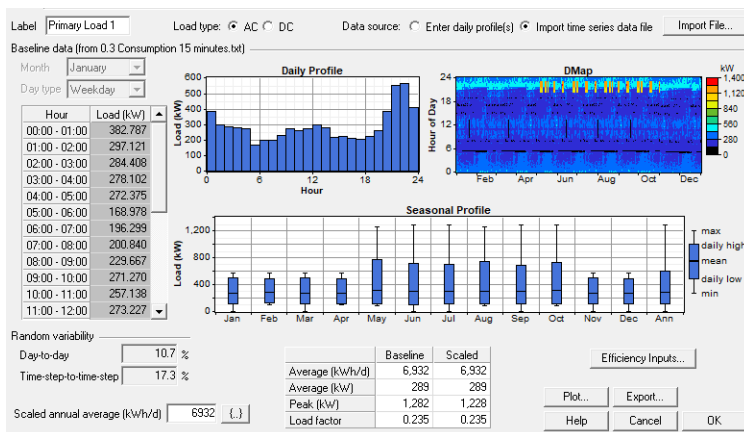 Label Primary Load 1 Load type: AC DC Data source: Enter daily profile(s) Import time series data file Import File...
Baseline data (from 0.3 Consumption 15 minutes.txt)
Month January
Day type Weekday
Hour Load (kW)
00:00 - 01:00 382.787
01:00 - 02:00 297.121
02:00 - 03:00 284.408
03:00 - 04:00 278.102
04:00 - 05:00 272.375
05:00 - 06:00 168.978
06:00 - 07:00 196.299
07:00 - 08:00 200.840
08:00 - 09:00 229.667
09:00 - 10:00 271.270
10:00 - 11:00 257.138
11:00 - 12:00 273.227
Daily Profile
Load (kW)
600
500
400
300
200
100
0
0 6 12 18 24
Hour
DMap
Hour of Day
24
18
12
6
0
Feb Apr Jun Aug Oct Dec
kW
1,400
1,120
840
560
280
0
Seasonal Profile
Load (kW)
1,200
800
400
0
Jan Feb Mar Apr May Jun Jul Aug Sep Oct Nov Dec Ann
max
daily high
mean
daily low
min
Random variability
Day-to-day 10.7 %
Time-step-to-time-step 17.3 %
Scaled annual average (kWh/d) 6932 {..}
Baseline Scaled
Average (kWh/d) 6,932 6,932
Average (kW) 289 289
Peak (kW) 1,282 1,228
Load factor 0.235 0.235
Efficiency Inputs...
Plot... Export...
Help Cancel OK